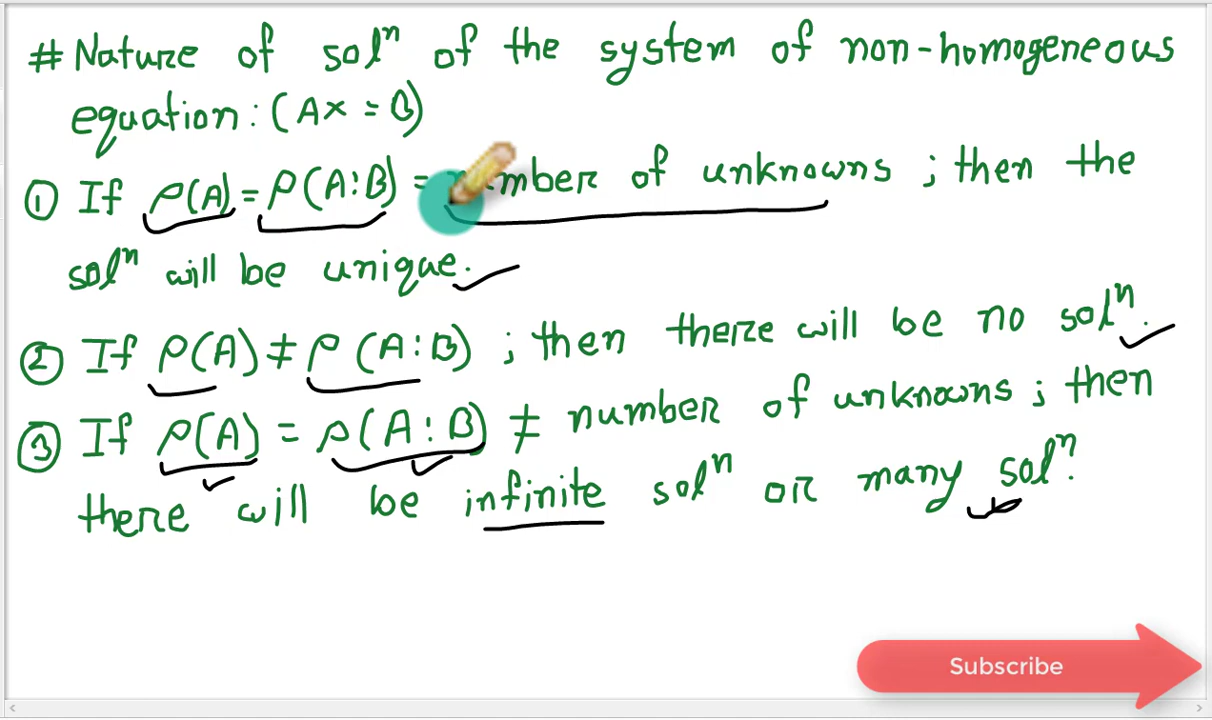 # Nature of solⁿ of the system of non-homogeneous
equation: (AX = B)
① If ρ(A) = ρ(A:B) = number of unknowns ; then the
solⁿ will be unique.
② If ρ(A) ≠ ρ(A:B) ; then there will be no solⁿ.
③ If ρ(A) = ρ(A:B) ≠ number of unknowns ; then
there will be infinite solⁿ or many solⁿ.
Subscribe